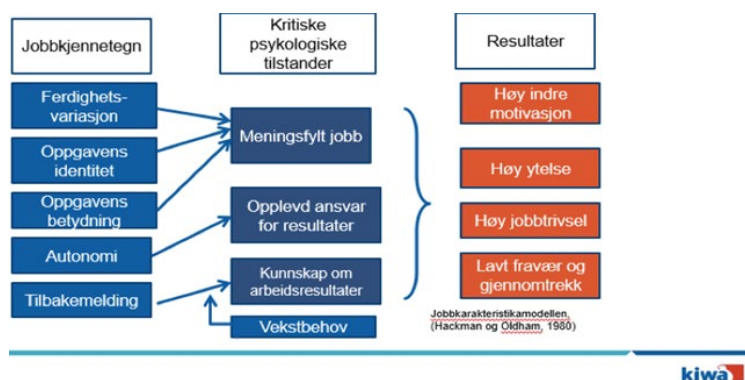 Jobbkjennetegn
Kritiske
psykologiske
tilstander
Resultater
Ferdighets-
variasjon
Oppgavens
identitet
Oppgavens
betydning
Autonomi
Tilbakemelding
Meningsfylt jobb
Opplevd ansvar
for resultater
Kunnskap om
arbeidsresultater
Vekstbehov
Høy indre
motivasjon
Høy ytelse
Høy jobbtrivsel
Lavt fravær og
gjennomtrekk
Jobbkarakteristikamodellen,
(Hackman og Oldham, 1980)
kiwa